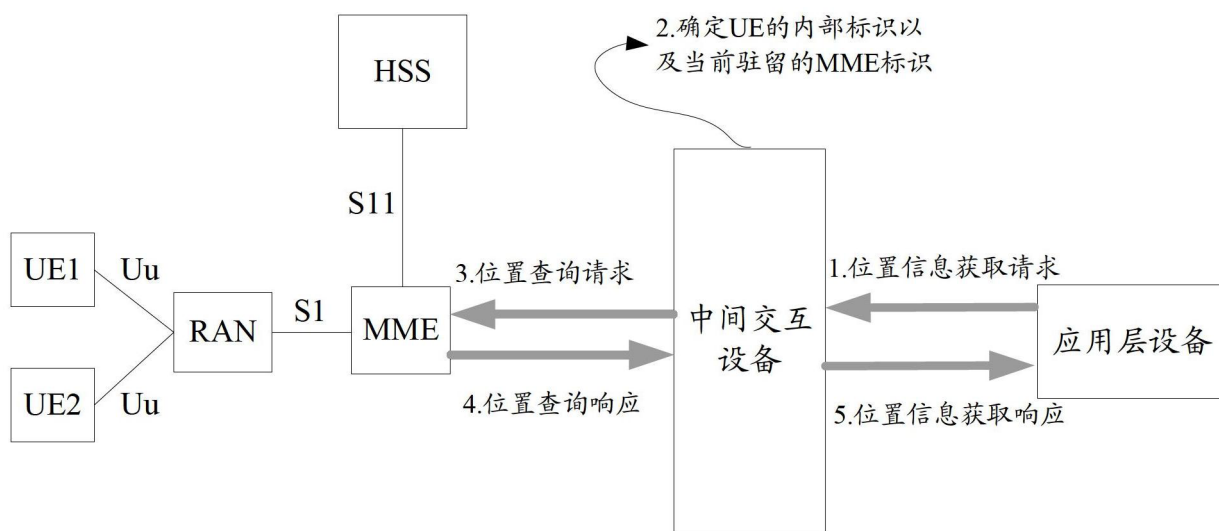 HSS
2.确定UE的内部标识以
及当前驻留的MME标识
S11
UE1
Uu
3.位置查询请求
1.位置信息获取请求
RAN
S1
MME
中间交互
设备
应用层设备
UE2
Uu
4.位置查询响应
5.位置信息获取响应